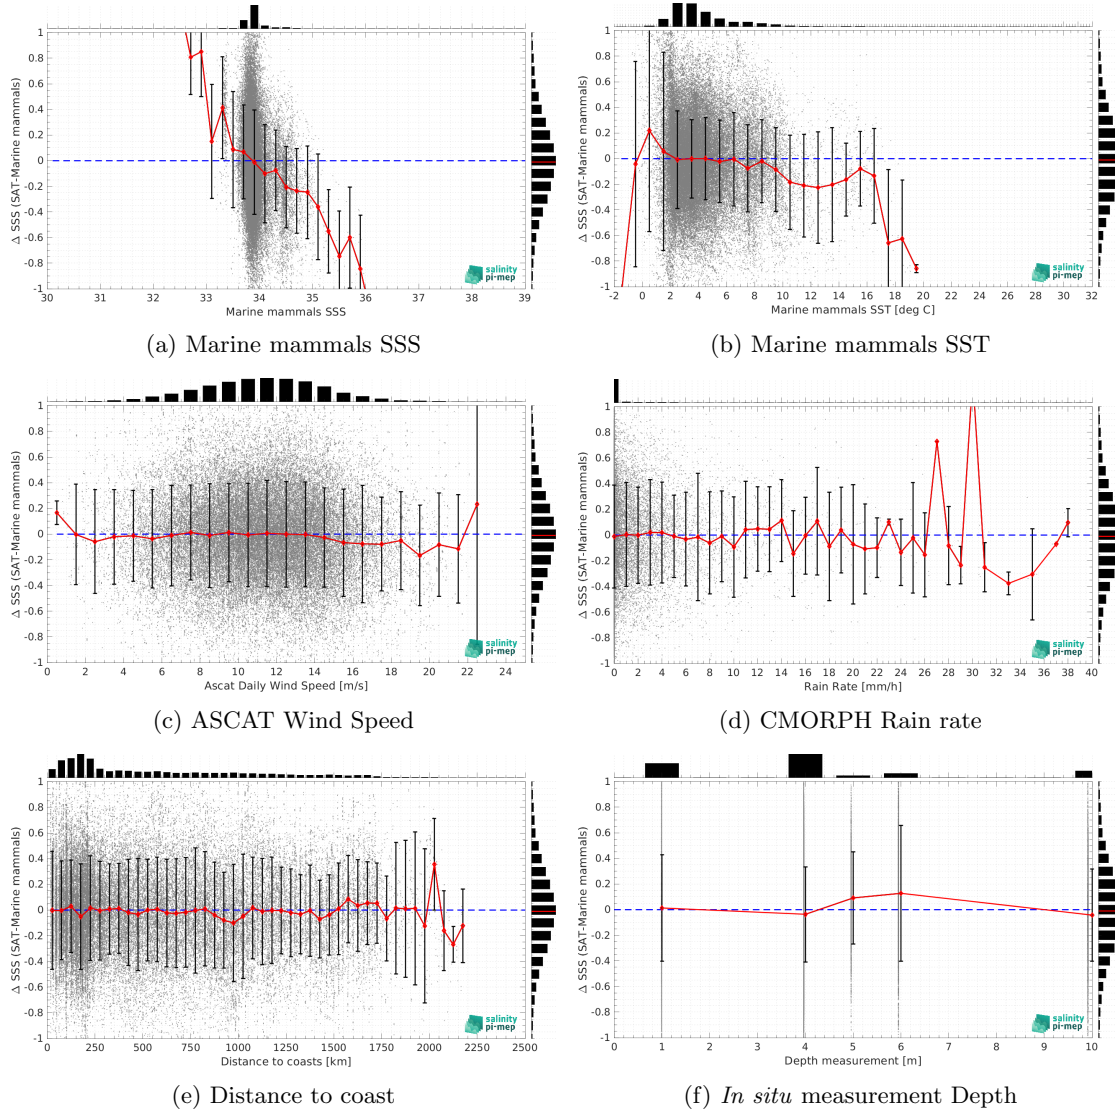 Δ SSS (SAT-Marine mammals)
1
0.8
0.6
0.4
0.2
0
-0.2
-0.4
-0.6
-0.8
-1
30 31 32 33 34 35 36 37 38 39
Marine mammals SSS
salinity
pi-mep
(a) Marine mammals SSS
Δ SSS (SAT-Marine mammals)
1
0.8
0.6
0.4
0.2
0
-0.2
-0.4
-0.6
-0.8
-1
-2 0 2 4 6 8 10 12 14 16 18 20 22 24 26 28 30 32
Marine mammals SST [deg C]
salinity
pi-mep
(b) Marine mammals SST
Δ SSS (SAT-Marine mammals)
1
0.8
0.6
0.4
0.2
0
-0.2
-0.4
-0.6
-0.8
-1
0 2 4 6 8 10 12 14 16 18 20 22 24
Ascat Daily Wind Speed [m/s]
salinity
pi-mep
(c) ASCAT Wind Speed
Δ SSS (SAT-Marine mammals)
1
0.8
0.6
0.4
0.2
0
-0.2
-0.4
-0.6
-0.8
-1
0 2 4 6 8 10 12 14 16 18 20 22 24 26 28 30 32 34 36 38 40
Rain Rate [mm/h]
salinity
pi-mep
(d) CMORPH Rain rate
Δ SSS (SAT-Marine mammals)
1
0.8
0.6
0.4
0.2
0
-0.2
-0.4
-0.6
-0.8
-1
0 250 500 750 1000 1250 1500 1750 2000 2250 2500
Distance to coasts [km]
salinity
pi-mep
(e) Distance to coast
Δ SSS (SAT-Marine mammals)
1
0.8
0.6
0.4
0.2
0
-0.2
-0.4
-0.6
-0.8
-1
0 1 2 3 4 5 6 7 8 9 10
Depth measurement [m]
salinity
pi-mep
(f) In situ measurement Depth